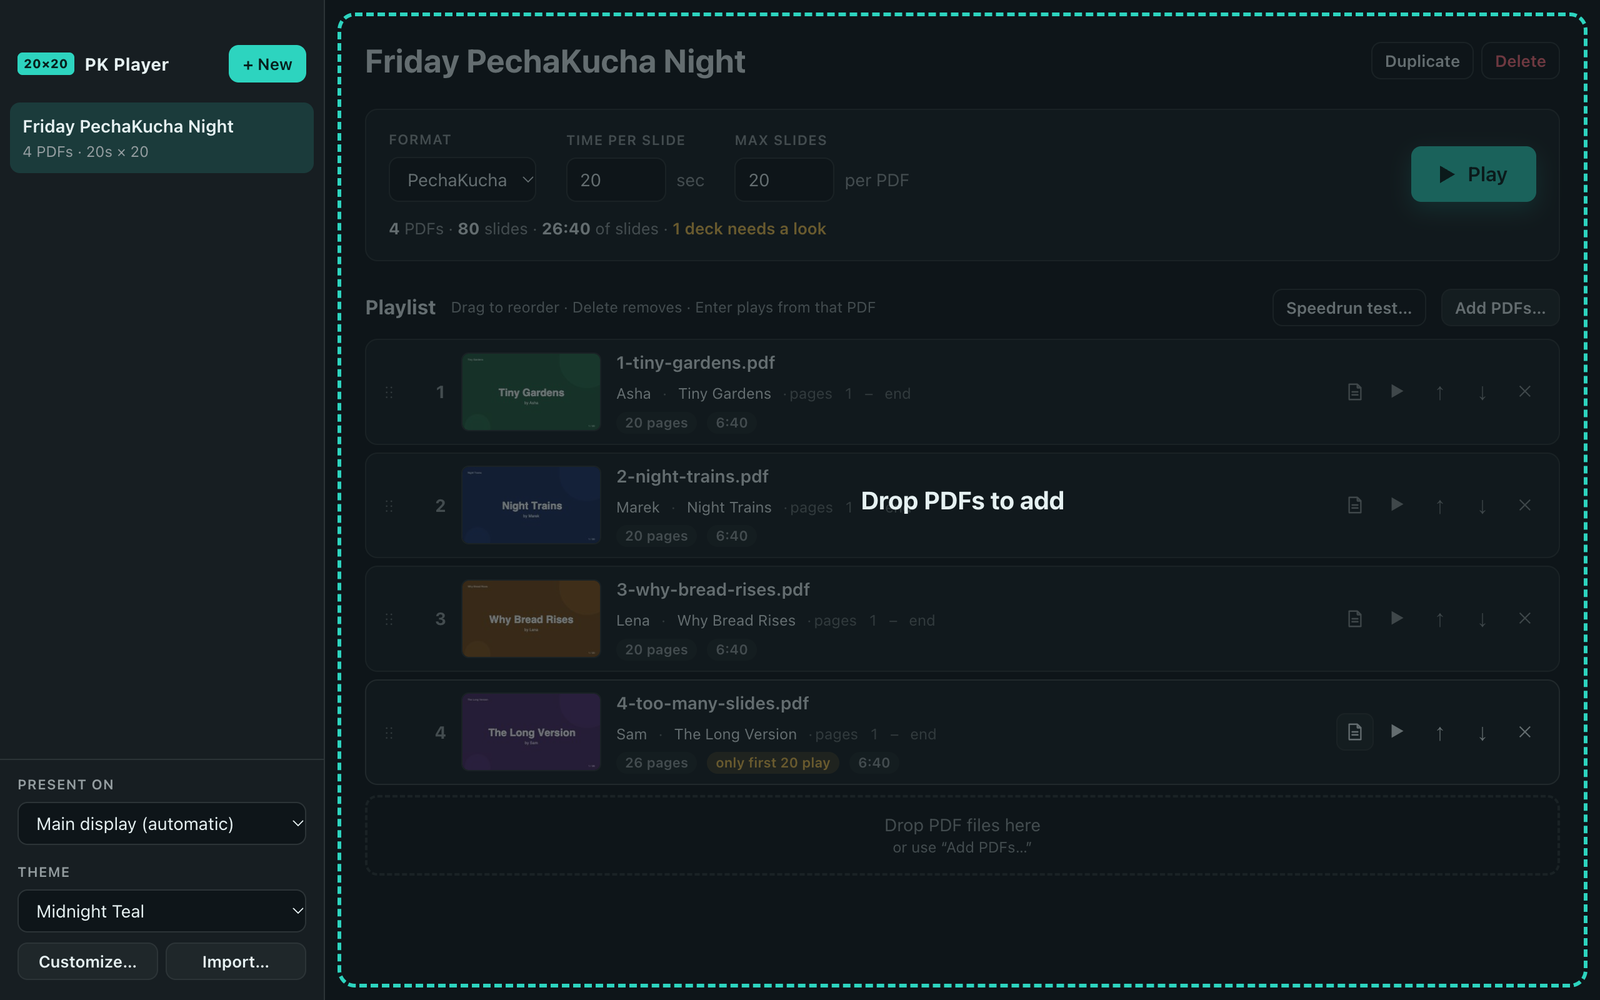 20×20 PK Player
+ New
Friday PechaKucha Night
4 PDFs · 20s × 20
PRESENT ON
Main display (automatic)
THEME
Midnight Teal
Customize...
Import...
Friday PechaKucha Night
Duplicate
Delete
FORMAT
TIME PER SLIDE
MAX SLIDES
PechaKucha
20 sec
20 per PDF
▶ Play
4 PDFs · 80 slides · 26:40 of slides · 1 deck needs a look
Playlist
Drag to reorder · Delete removes · Enter plays from that PDF
Speedrun test...
Add PDFs...
1
Tiny Gardens
by Asha
1-tiny-gardens.pdf
Asha · Tiny Gardens · pages 1 – end
20 pages 6:40
2
Night Trains
by Marek
2-night-trains.pdf
Marek · Night Trains · pages 1
20 pages 6:40
Drop PDFs to add
3
Why Bread Rises
by Lena
3-why-bread-rises.pdf
Lena · Why Bread Rises · pages 1 – end
20 pages 6:40
4
The Long Version
by Sam
4-too-many-slides.pdf
Sam · The Long Version · pages 1 – end
26 pages only first 20 play 6:40
Drop PDF files here
or use “Add PDFs...”